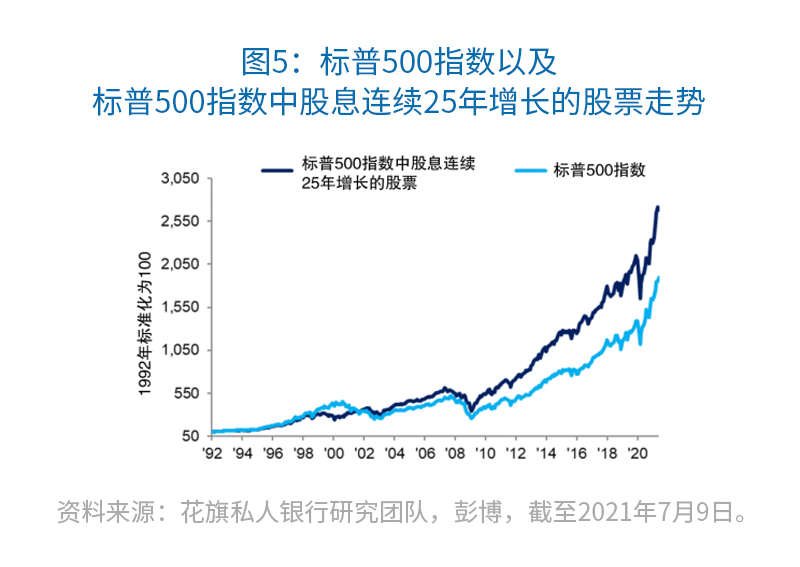 图5：标普500指数以及
标普500指数中股息连续25年增长的股票走势
标普500指数中股息连续
25年增长的股票
标普500指数
1992年标准化为100
3,050
2,550
2,050
1,550
1,050
550
50
'92 '94 '96 '98 '00 '02 '04 '06 '08 '10 '12 '14 '16 '18 '20
资料来源：花旗私人银行研究团队，彭博，截至2021年7月9日。